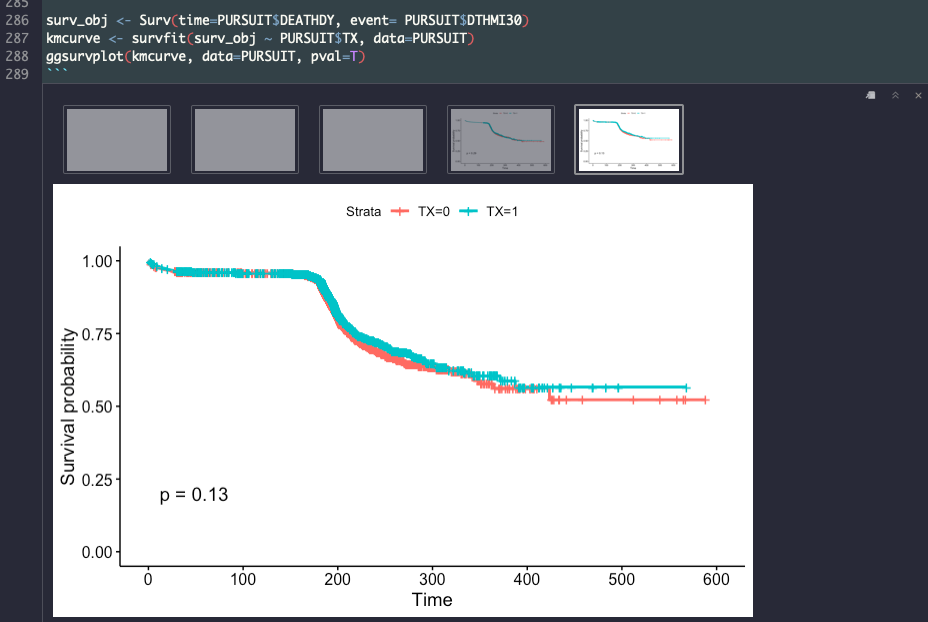 285
286 surv_obj <- Surv(time=PURSUIT$DEATHDY, event= PURSUIT$DTHMI30)
287 kmcurve <- survfit(surv_obj ~ PURSUIT$TX, data=PURSUIT)
288 ggsurvplot(kmcurve, data=PURSUIT, pval=T)
289 ```
Strata TX=0 TX=1
1.00
0.75
0.50
0.25
0.00
Survival probability
p = 0.13
0 100 200 300 400 500 600
Time